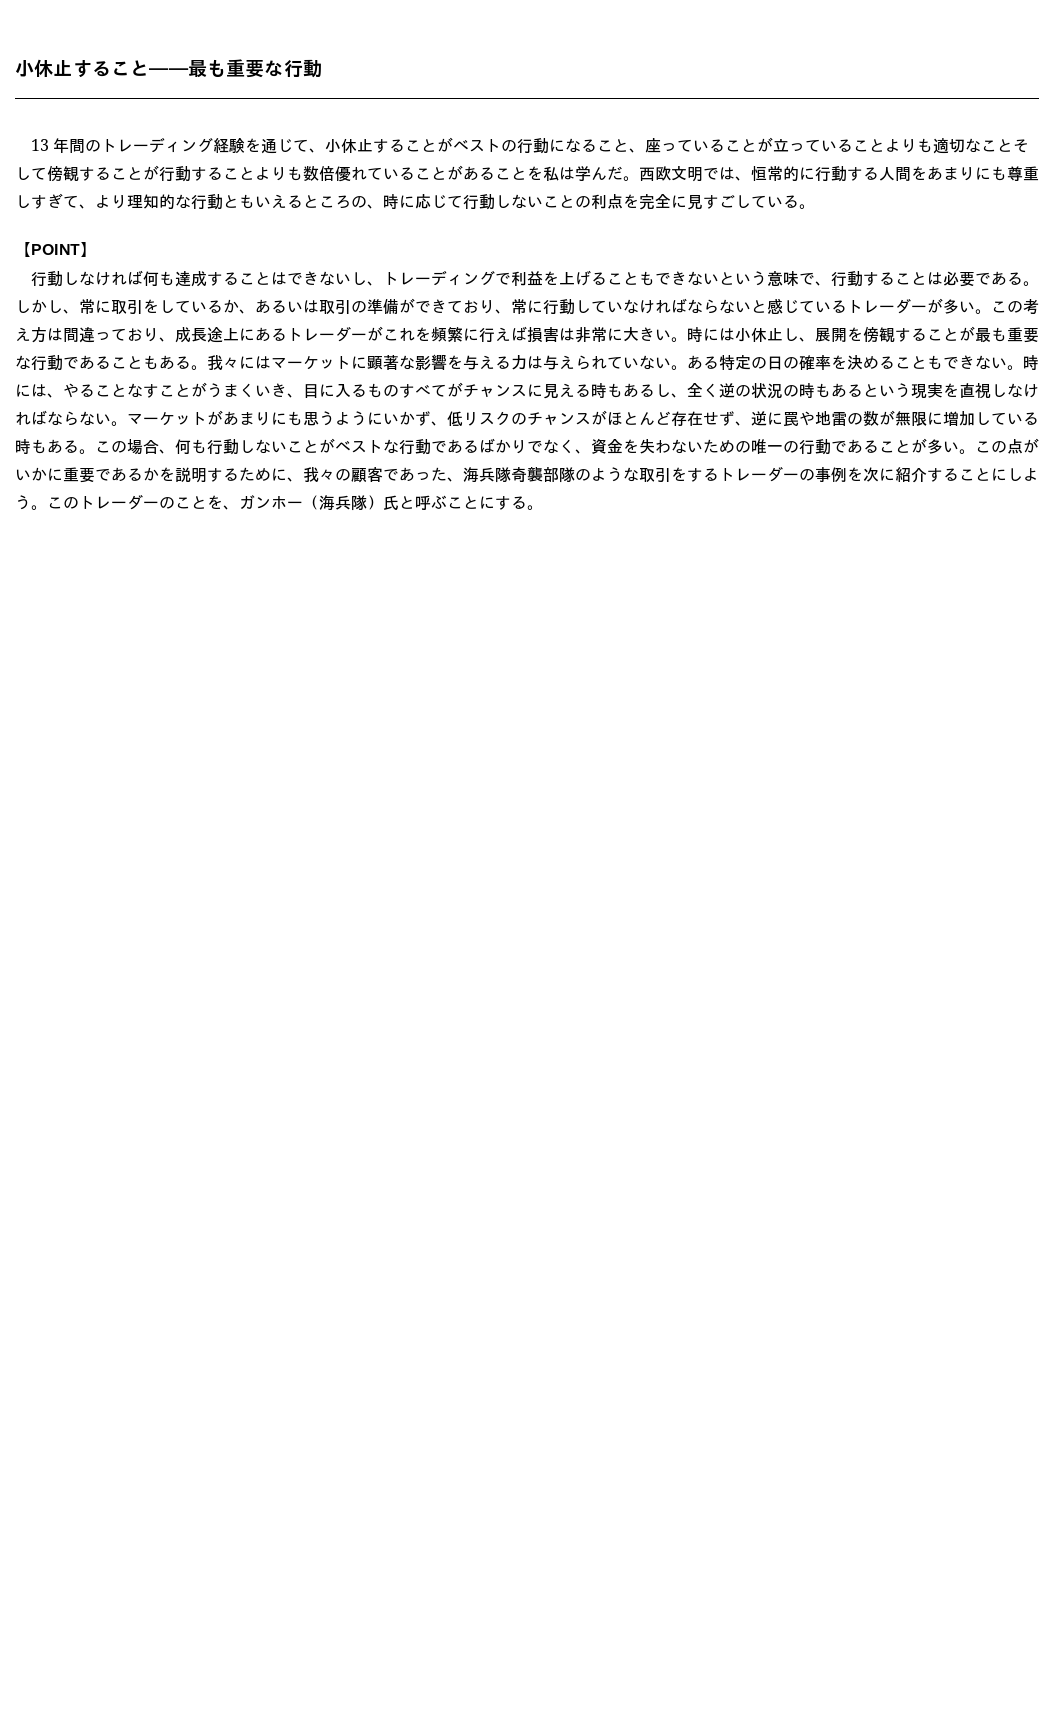 小休止すること――最も重要な行動
　13 年間のトレーディング経験を通じて、小休止することがベストの行動になること、座っていることが立っていることよりも適切なことそ
して傍観することが行動することよりも数倍優れていることがあることを私は学んだ。西欧文明では、恒常的に行動する人間をあまりにも尊重
しすぎて、より理知的な行動ともいえるところの、時に応じて行動しないことの利点を完全に見すごしている。
【POINT】
　行動しなければ何も達成することはできないし、トレーディングで利益を上げることもできないという意味で、行動することは必要である。
しかし、常に取引をしているか、あるいは取引の準備ができており、常に行動していなければならないと感じているトレーダーが多い。この考
え方は間違っており、成長途上にあるトレーダーがこれを頻繁に行えば損害は非常に大きい。時には小休止し、展開を傍観することが最も重要
な行動であることもある。我々にはマーケットに顕著な影響を与える力は与えられていない。ある特定の日の確率を決めることもできない。時
には、やることなすことがうまくいき、目に入るものすべてがチャンスに見える時もあるし、全く逆の状況の時もあるという現実を直視しなけ
ればならない。マーケットがあまりにも思うようにいかず、低リスクのチャンスがほとんど存在せず、逆に罠や地雷の数が無限に増加している
時もある。この場合、何も行動しないことがベストな行動であるばかりでなく、資金を失わないための唯一の行動であることが多い。この点が
いかに重要であるかを説明するために、我々の顧客であった、海兵隊奇襲部隊のような取引をするトレーダーの事例を次に紹介することにしよ
う。このトレーダーのことを、ガンホー（海兵隊）氏と呼ぶことにする。